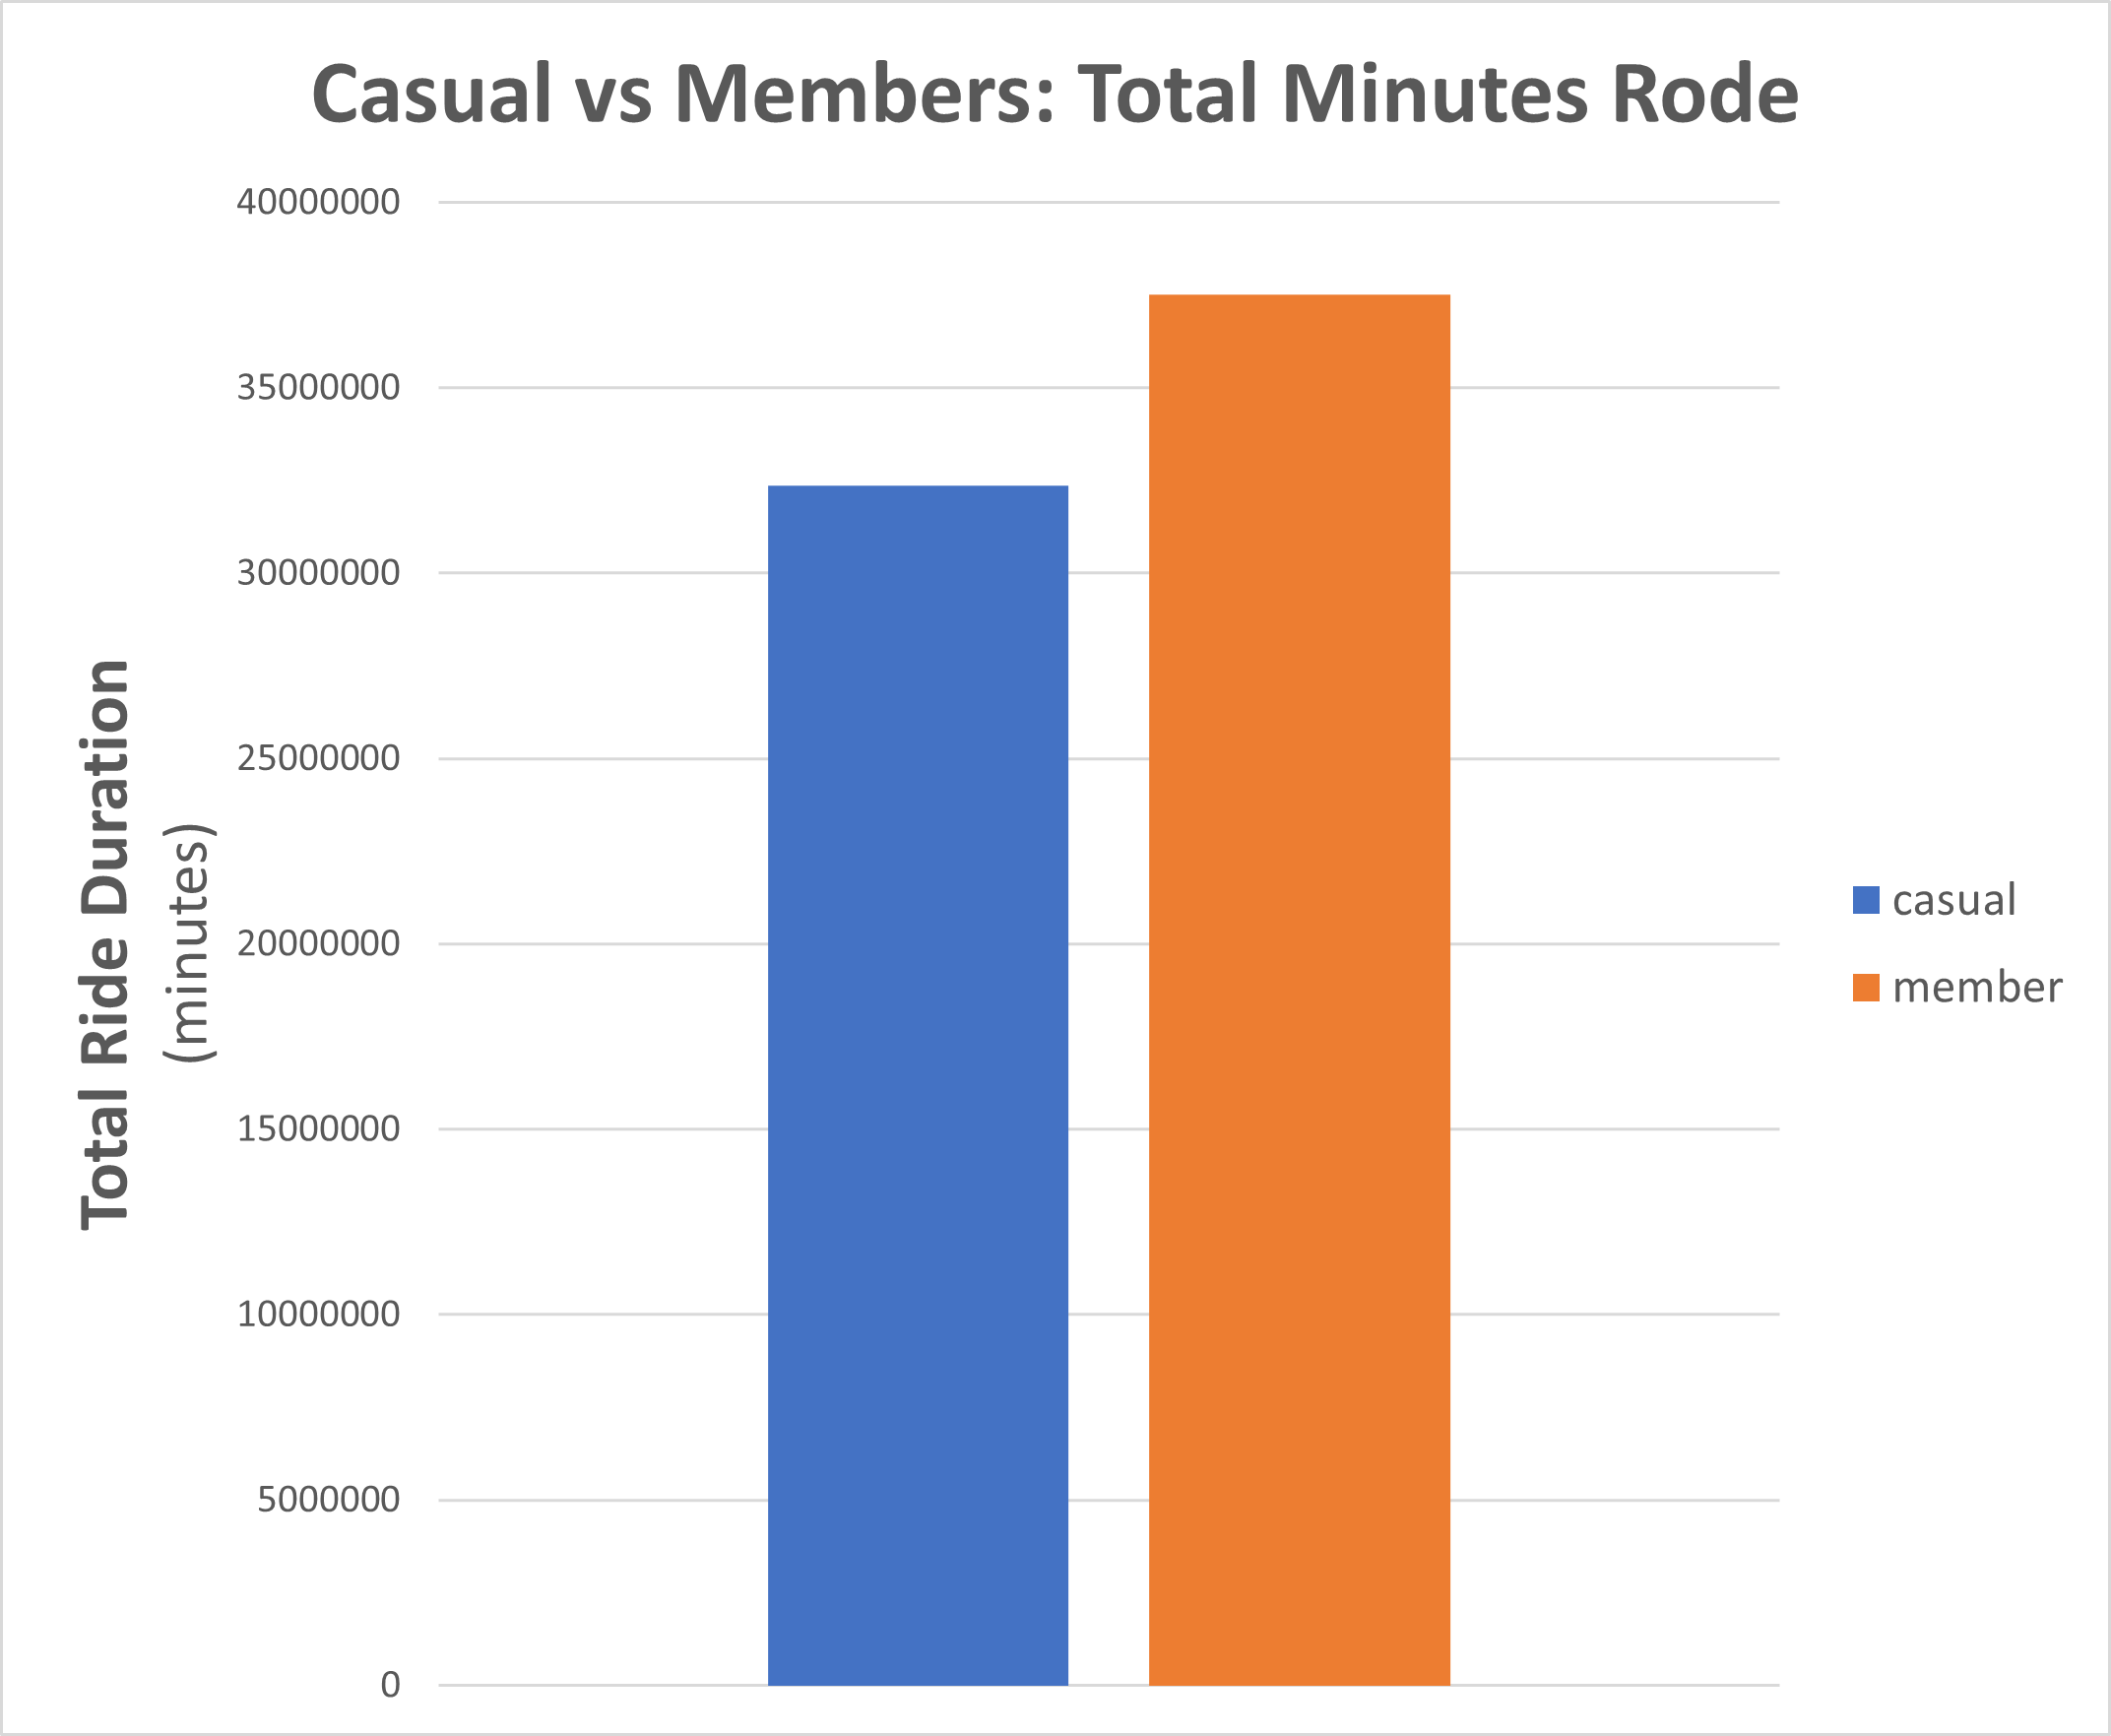 Casual vs Members: Total Minutes Rode
40000000
35000000
30000000
25000000
20000000
15000000
10000000
5000000
0
Total Ride Duration
(minutes)
casual
member